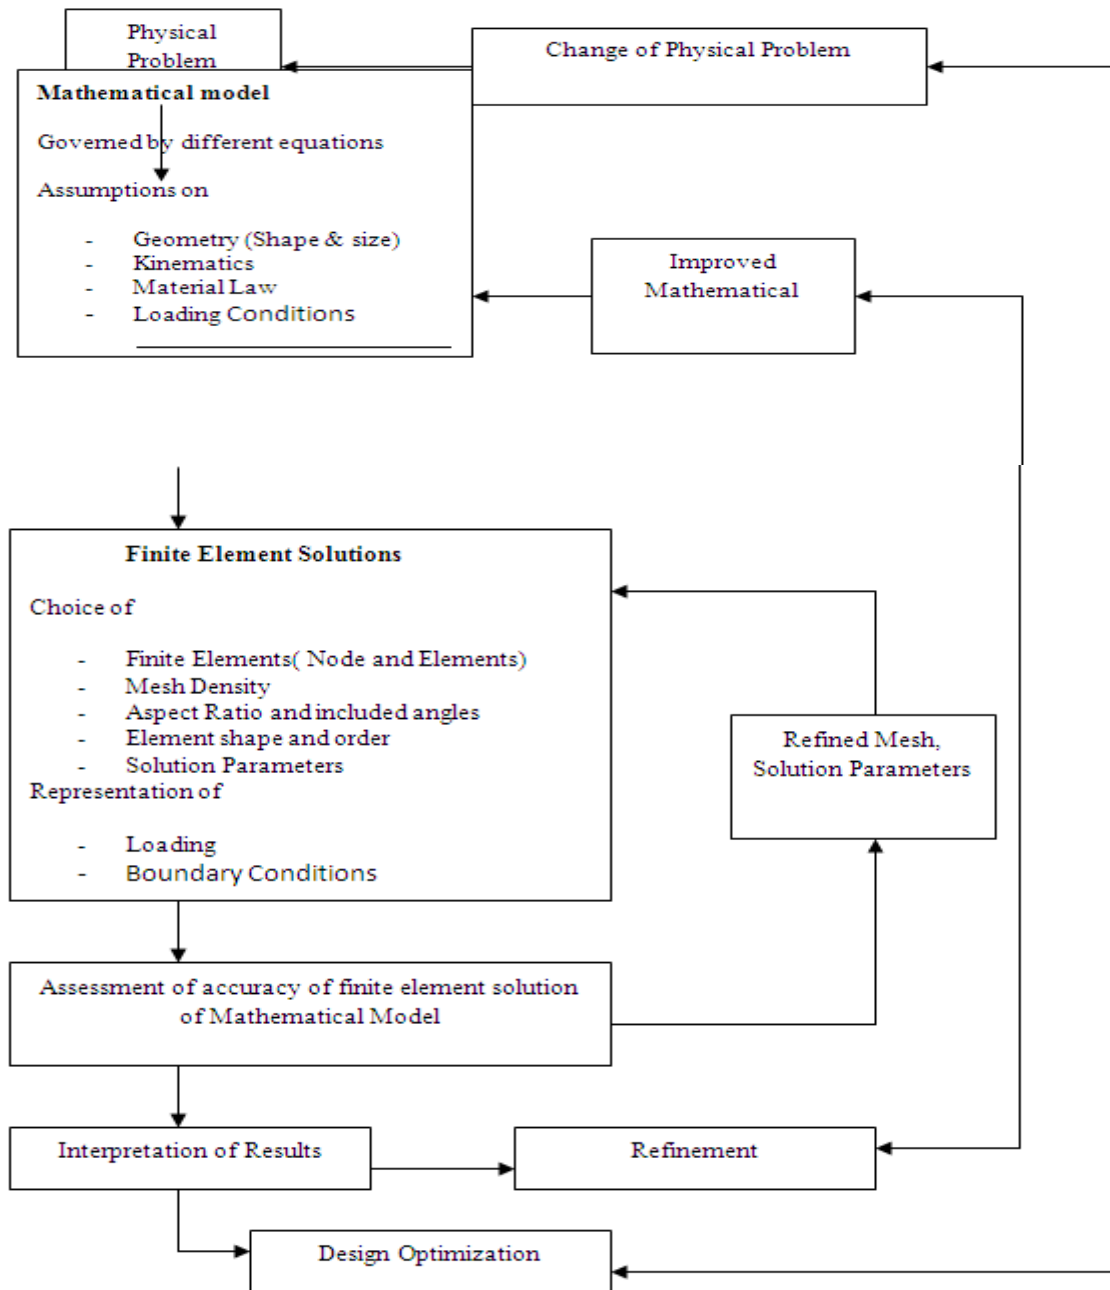 Physical
Problem
Change of Physical Problem
Mathematical model
Governed by different equations
Assumptions on
- Geometry (Shape & size)
- Kinematics
- Material Law
- Loading Conditions
Improved
Mathematical
Finite Element Solutions
Choice of
- Finite Elements( Node and Elements)
- Mesh Density
- Aspect Ratio and included angles
- Element shape and order
- Solution Parameters
Representation of
- Loading
- Boundary Conditions
Refined Mesh,
Solution Parameters
Assessment of accuracy of finite element solution
of Mathematical Model
Interpretation of Results
Refinement
Design Optimization